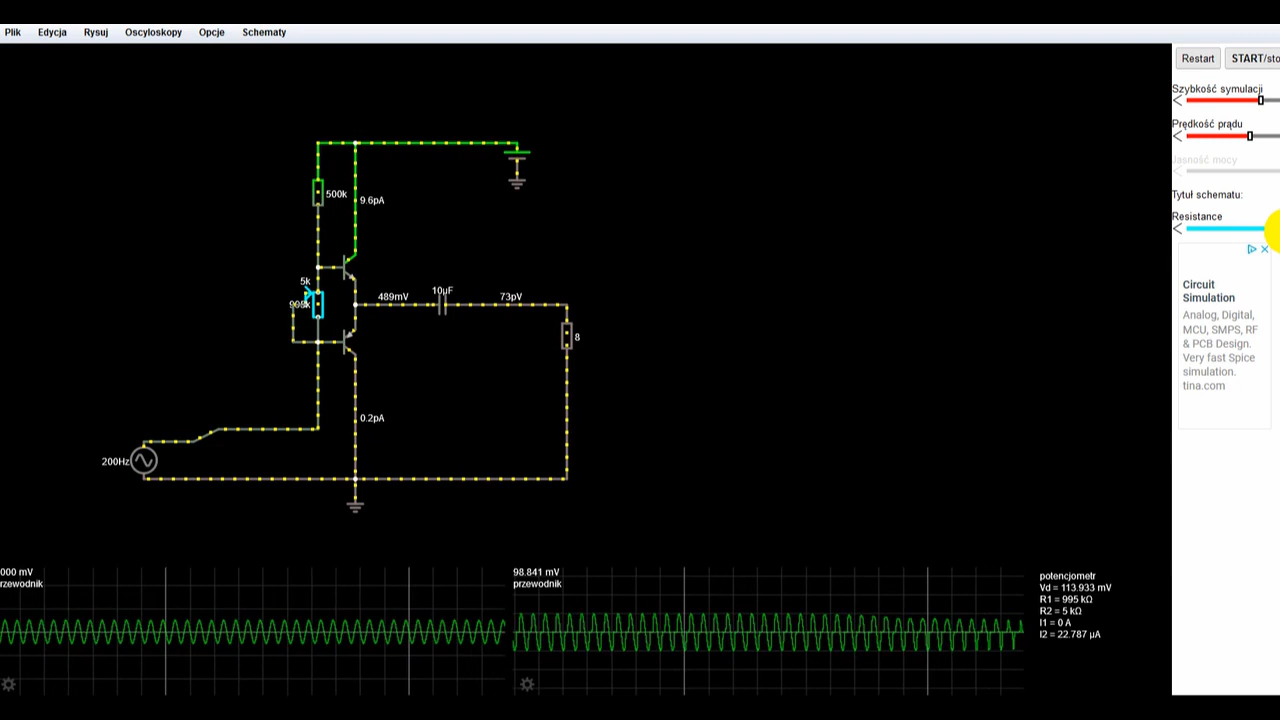 Plik Edycja Rysuj Oscyloskopy Opcje Schematy
Restart START/sto
Szybkość symulacji
Prędkość prądu
Jasność mocy
Tytuł schematu:
Resistance
Circuit
Simulation
Analog, Digital,
MCU, SMPS, RF
& PCB Design.
Very fast Spice
simulation.
tina.com
500k
9.6pA
5k
489mV
10µF
73pV
8
0.2pA
200Hz
000 mV
rzewodnik
98.841 mV
przewodnik
potencjometr
Vd = 113.933 mV
R1 = 995 kΩ
R2 = 5 kΩ
I1 = 0 A
I2 = 22.787 µA